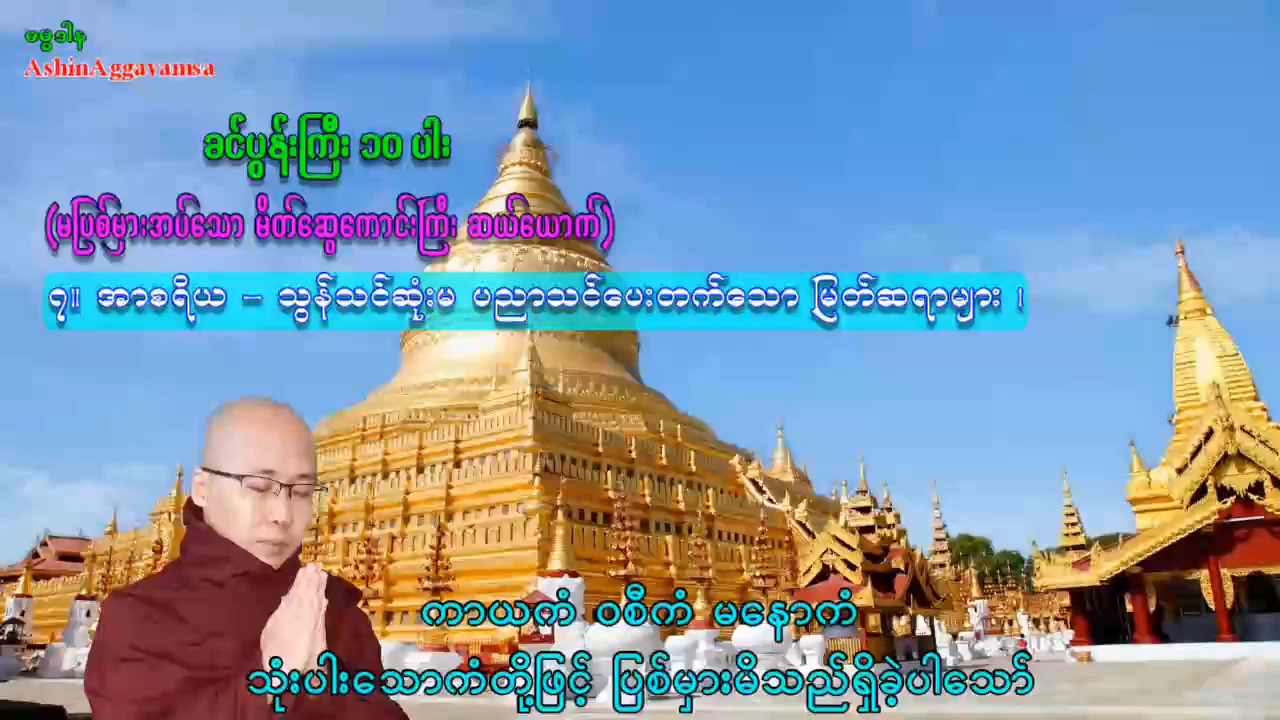 ဓမ္မဒါန
AshinAggavamsa
ခင်ပွန်းကြီး ၁၀ ပါး
(မပြစ်မှားအပ်သော မိတ်ဆွေကောင်းကြီး ဆယ်ယောက်)
၇။ အာစရိယ – သွန်သင်ဆုံးမ ပညာသင်ပေးတက်သော မြတ်ဆရာများ ၊
ကာယကံ ဝစီကံ မနောကံ
သုံးပါးသောကံတို့ဖြင့် ပြစ်မှားမိသည်ရှိခဲ့ပါသော်